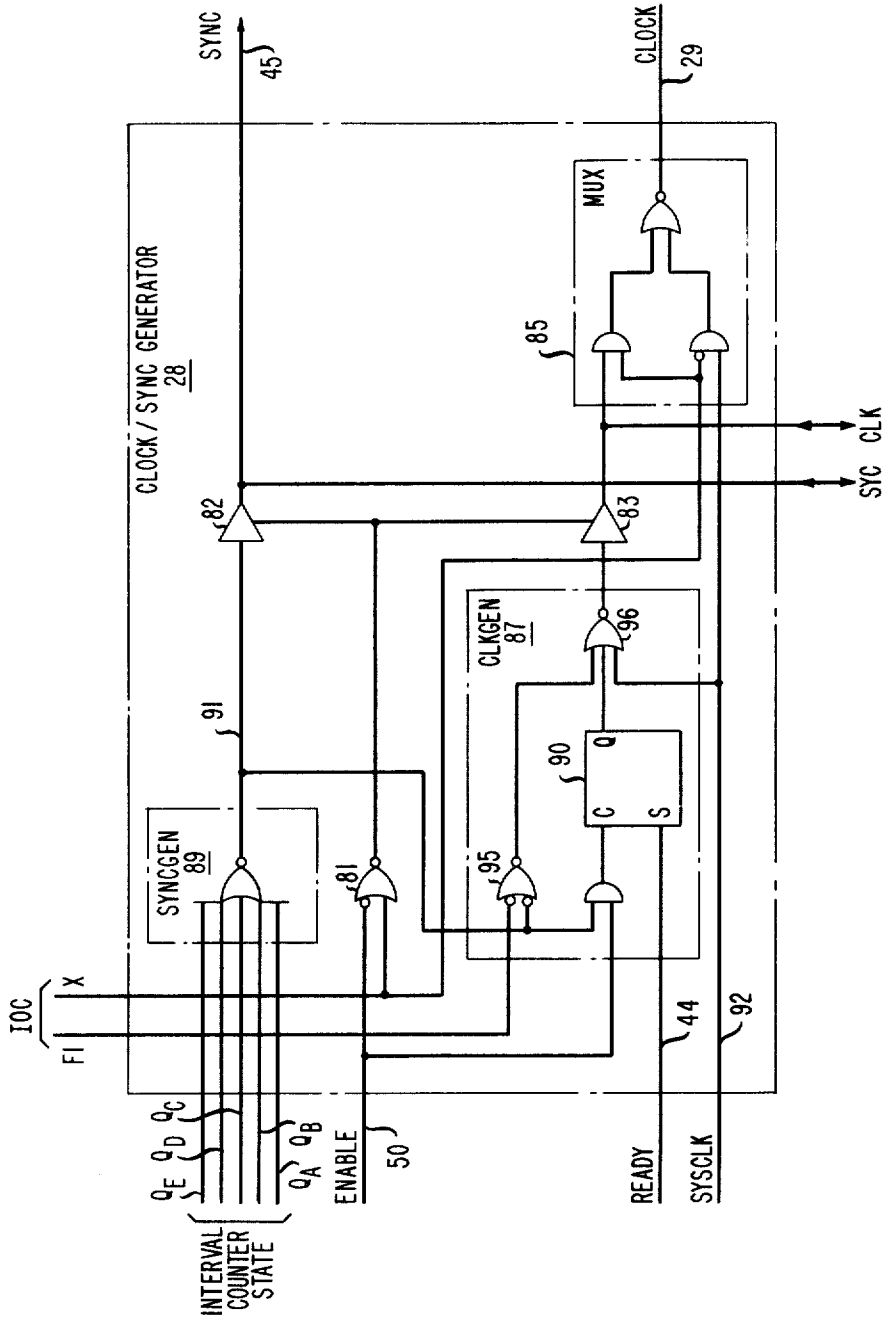 IOC
FI X
INTERVAL
COUNTER
STATE
QE
QD
QC
QB
QA
ENABLE
50
READY
44
SYSCLK
92
CLOCK / SYNC GENERATOR
28
SYNCGEN
89
91
81
82
SYNC
45
CLKGEN
87
95
90
C
S
Q
96
83
85
MUX
CLOCK
29
SYC
CLK